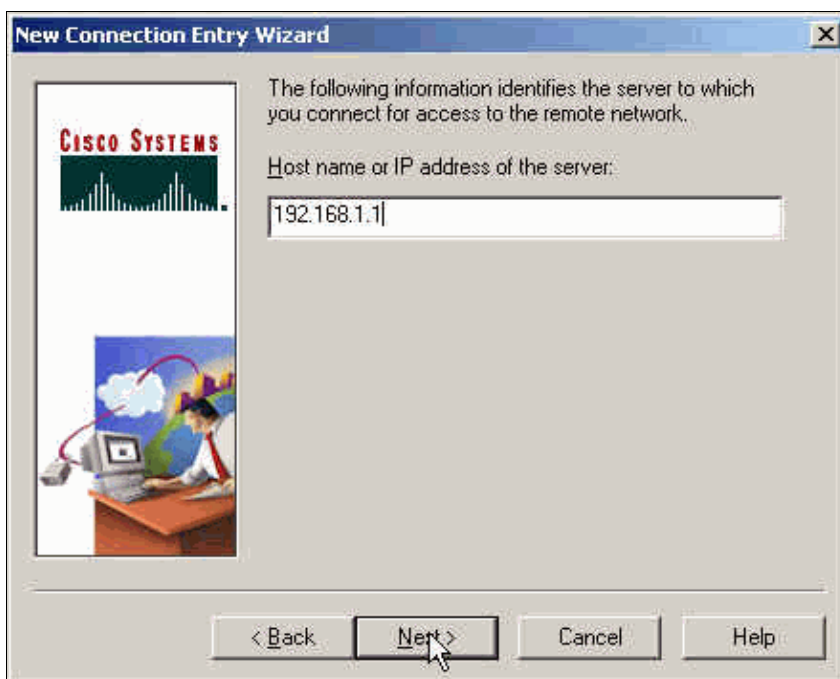 New Connection Entry Wizard
CISCO SYSTEMS
The following information identifies the server to which
you connect for access to the remote network.
Host name or IP address of the server:
192.168.1.1
< Back
Next >
Cancel
Help